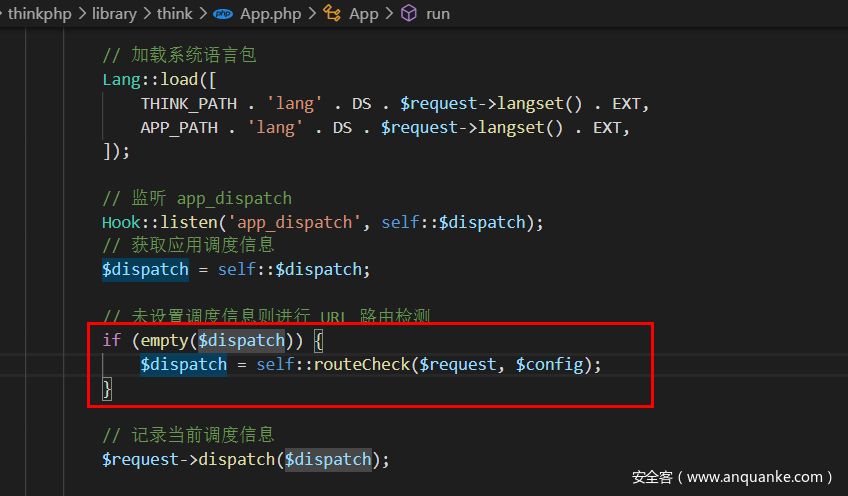 thinkphp > library > think > App.php > App > run
// 加载系统语言包
Lang::load([
THINK_PATH . 'lang' . DS . $request->langset() . EXT,
APP_PATH . 'lang' . DS . $request->langset() . EXT,
]);
// 监听 app_dispatch
Hook::listen('app_dispatch', self::$dispatch);
// 获取应用调度信息
$dispatch = self::$dispatch;
// 未设置调度信息则进行 URL 路由检测
if (empty($dispatch)) {
$dispatch = self::routeCheck($request, $config);
}
// 记录当前调度信息
$request->dispatch($dispatch);
安全客（www.anquanke.com）